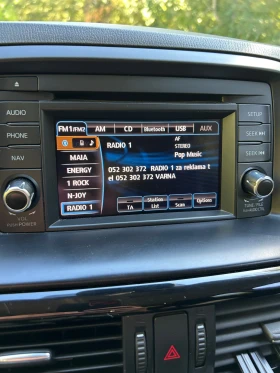 AUDIO
PHONE
NAV
VOL
PUSH POWER
FM1/FM2 AM CD Bluetooth USB AUX
RADIO 1
AF
STEREO
Pop Music
MAIA
ENERGY
1 ROCK
N-JOY
RADIO 1
052 302 372 RADIO 1 za reklama t
el 052 302 372 VARNA
TA
Station
List
Scan
Options
SETUP
SEEK
SEEK